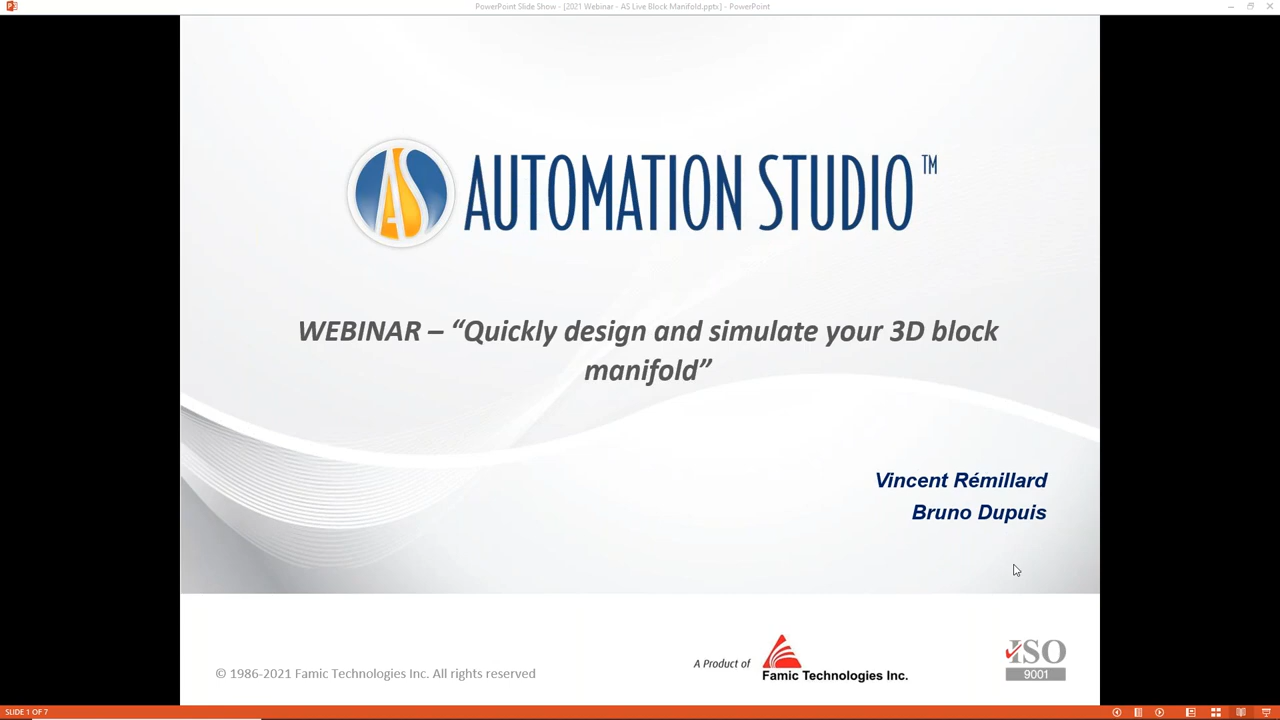 PowerPoint Slide Show - [2021 Webinar - AS Live Block Manifold.ppts] - PowerPoint
AS AUTOMATION STUDIO™
WEBINAR – “Quickly design and simulate your 3D block
manifold”
Vincent Rémillard
Bruno Dupuis
© 1986-2021 Famic Technologies Inc. All rights reserved
A Product of
Famic Technologies Inc.
ISO
9001
SLIDE 1 OF 7